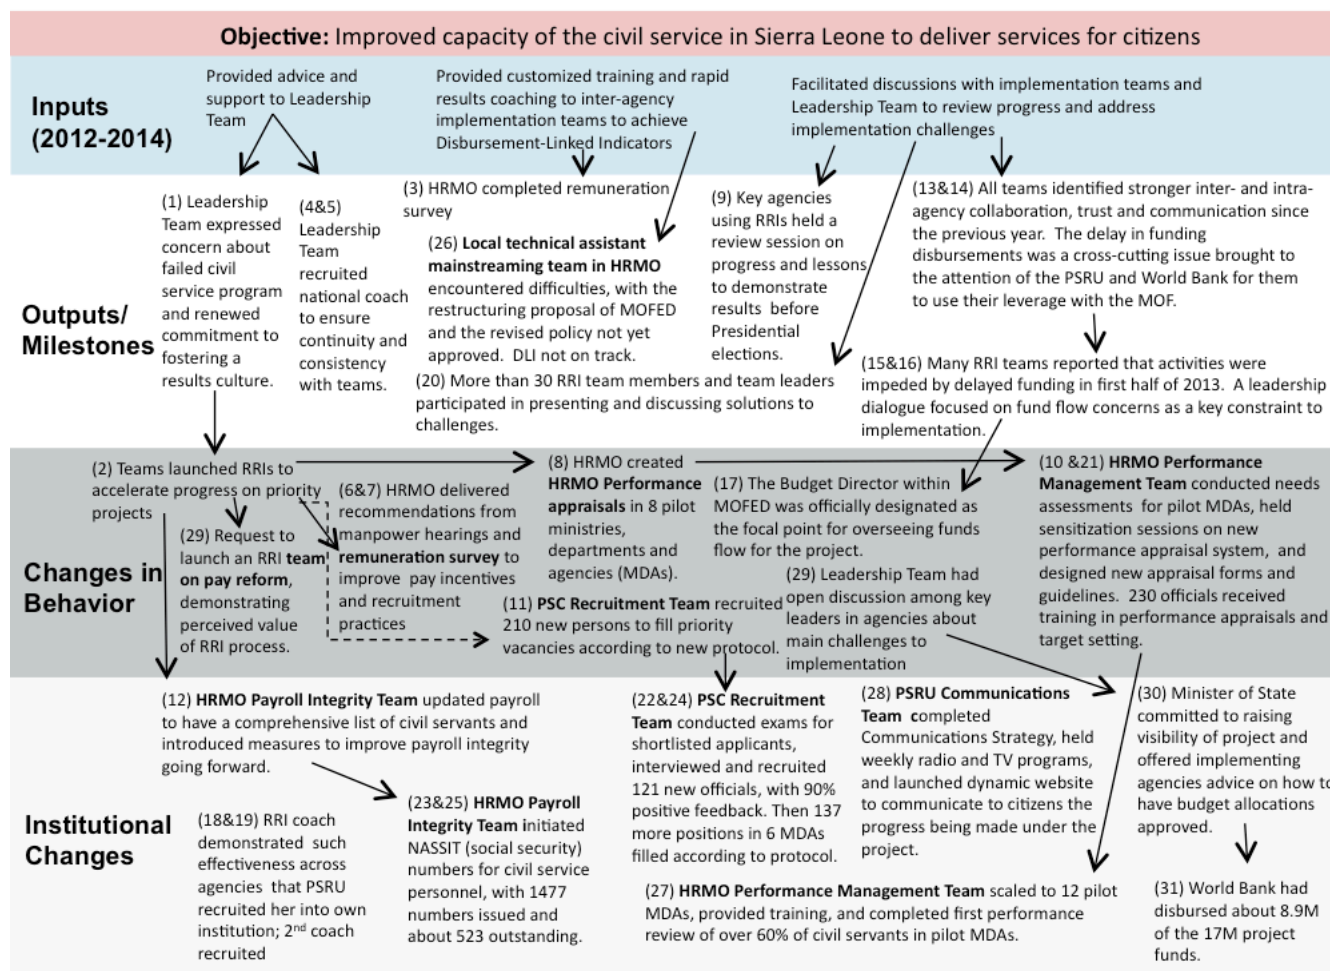 Objective: Improved capacity of the civil service in Sierra Leone to deliver services for citizens
Inputs
(2012-2014)
Provided advice and
support to Leadership
Team
Provided customized training and rapid
results coaching to inter-agency
implementation teams to achieve
Disbursement-Linked Indicators
Facilitated discussions with implementation teams and
Leadership Team to review progress and address
implementation challenges
Outputs/
Milestones
(1) Leadership
Team expressed
concern about
failed civil
service program
and renewed
commitment to
fostering a
results culture.
(4&5)
Leadership
Team
recruited
national coach
to ensure
continuity and
consistency
with teams.
(3) HRMO completed remuneration
survey
(26) Local technical assistant
mainstreaming team in HRMO
encountered difficulties, with the
restructuring proposal of MOFED
and the revised policy not yet
approved.  DLI not on track.
(20) More than 30 RRI team members and team leaders
participated in presenting and discussing solutions to
challenges.
(9) Key agencies
using RRIs held a
review session on
progress and lessons
to demonstrate
results  before
Presidential
elections.
(13&14) All teams identified stronger inter- and intra-
agency collaboration, trust and communication since
the previous year.  The delay in funding
disbursements was a cross-cutting issue brought to
the attention of the PSRU and World Bank for them
to use their leverage with the MOF.
(15&16) Many RRI teams reported that activities were
impeded by delayed funding in first half of 2013.  A leadership
dialogue focused on fund flow concerns as a key constraint to
implementation.
Changes in
Behavior
(2) Teams launched RRIs to
accelerate progress on priority
projects
(29) Request to
launch an RRI team
on pay reform,
demonstrating
perceived value
of RRI process.
(6&7) HRMO delivered
recommendations from
manpower hearings and
remuneration survey to
improve  pay incentives
and recruitment
practices
(8) HRMO created
HRMO Performance
appraisals in 8 pilot
ministries,
departments and
agencies (MDAs).
(11) PSC Recruitment Team recruited
210 new persons to fill priority
vacancies according to new protocol.
(17) The Budget Director within
MOFED was officially designated as
the focal point for overseeing funds
flow for the project.
(29) Leadership Team had
open discussion among key
leaders in agencies about
main challenges to
implementation
(10 &21) HRMO Performance
Management Team conducted needs
assessments  for pilot MDAs, held
sensitization sessions on new
performance appraisal system,  and
designed new appraisal forms and
guidelines.  230 officials received
training in performance appraisals and
target setting.
Institutional
Changes
(12) HRMO Payroll Integrity Team updated payroll
to have a comprehensive list of civil servants and
introduced measures to improve payroll integrity
going forward.
(18&19) RRI coach
demonstrated  such
effectiveness across
agencies  that PSRU
recruited her into own
institution; 2nd coach
recruited
(23&25) HRMO Payroll
Integrity Team initiated
NASSIT (social security)
numbers for civil service
personnel, with 1477
numbers issued and
about 523 outstanding.
(22&24) PSC Recruitment
Team conducted exams for
shortlisted applicants,
interviewed and recruited
121 new officials, with 90%
positive feedback. Then 137
more positions in 6 MDAs
filled according to protocol.
(28) PSRU Communications
Team  completed
Communications Strategy, held
weekly radio and TV programs,
and launched dynamic website
to communicate to citizens the
progress being made under the
project.
(27) HRMO Performance Management Team scaled to 12 pilot
MDAs, provided training, and completed first performance
review of over 60% of civil servants in pilot MDAs.
(30) Minister of State
committed to raising
visibility of project and
offered implementing
agencies advice on how to
have budget allocations
approved.
(31) World Bank had
disbursed about 8.9M
of the 17M project
funds.